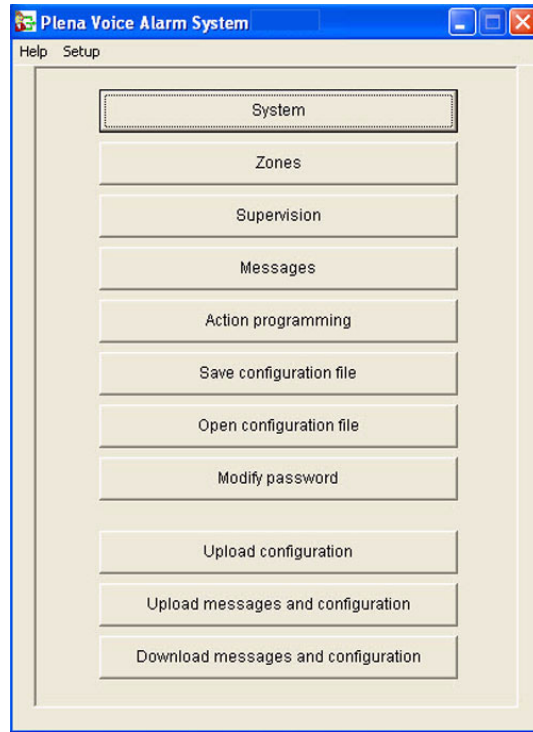 Plena Voice Alarm System
Help Setup
System
Zones
Supervision
Messages
Action programming
Save configuration file
Open configuration file
Modify password
Upload configuration
Upload messages and configuration
Download messages and configuration